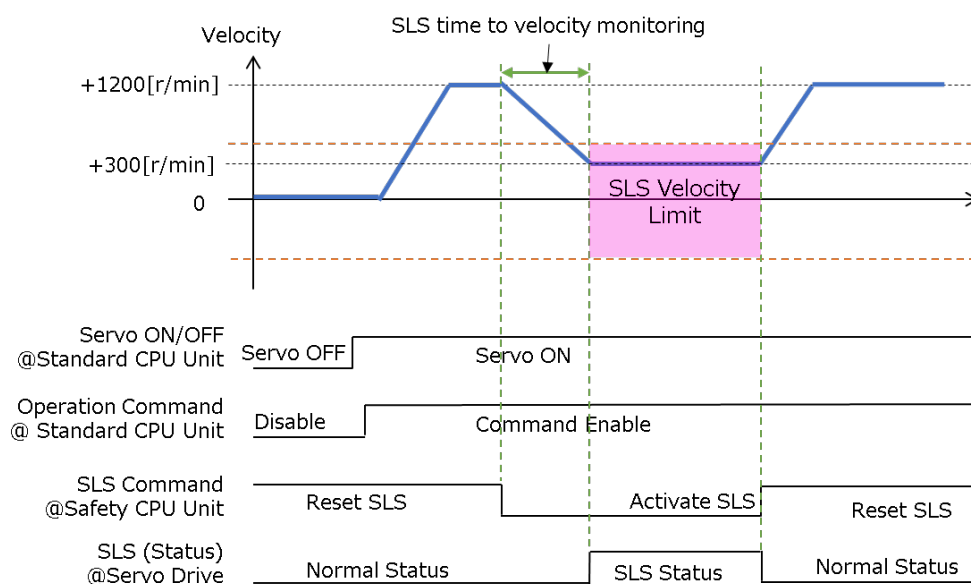 SLS time to velocity monitoring
Velocity
+1200[r/min]
+300[r/min]
SLS Velocity
Limit
0
Servo ON/OFF
@Standard CPU Unit
Servo OFF
Servo ON
Operation Command
@ Standard CPU Unit
Disable
Command Enable
SLS Command
@Safety CPU Unit
Reset SLS
Activate SLS
Reset SLS
SLS (Status)
@Servo Drive
Normal Status
SLS Status
Normal Status